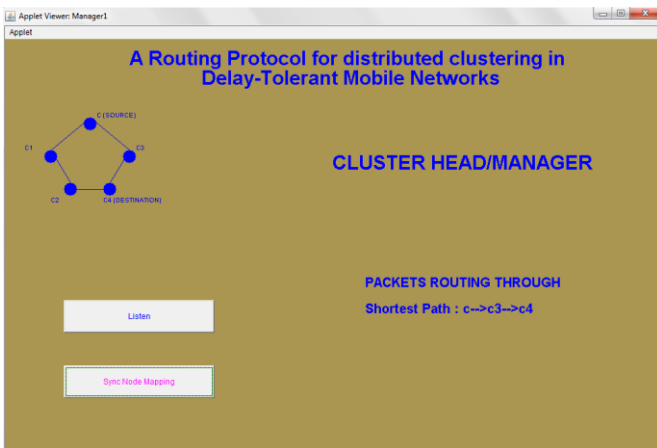 Applet Viewer: Manager1
Applet
A Routing Protocol for distributed clustering in
Delay-Tolerant Mobile Networks
C (SOURCE)
C1
C3
C2
C4 (DESTINATION)
CLUSTER HEAD/MANAGER
PACKETS ROUTING THROUGH
Shortest Path : c-->c3-->c4
Listen
Sync Node Mapping